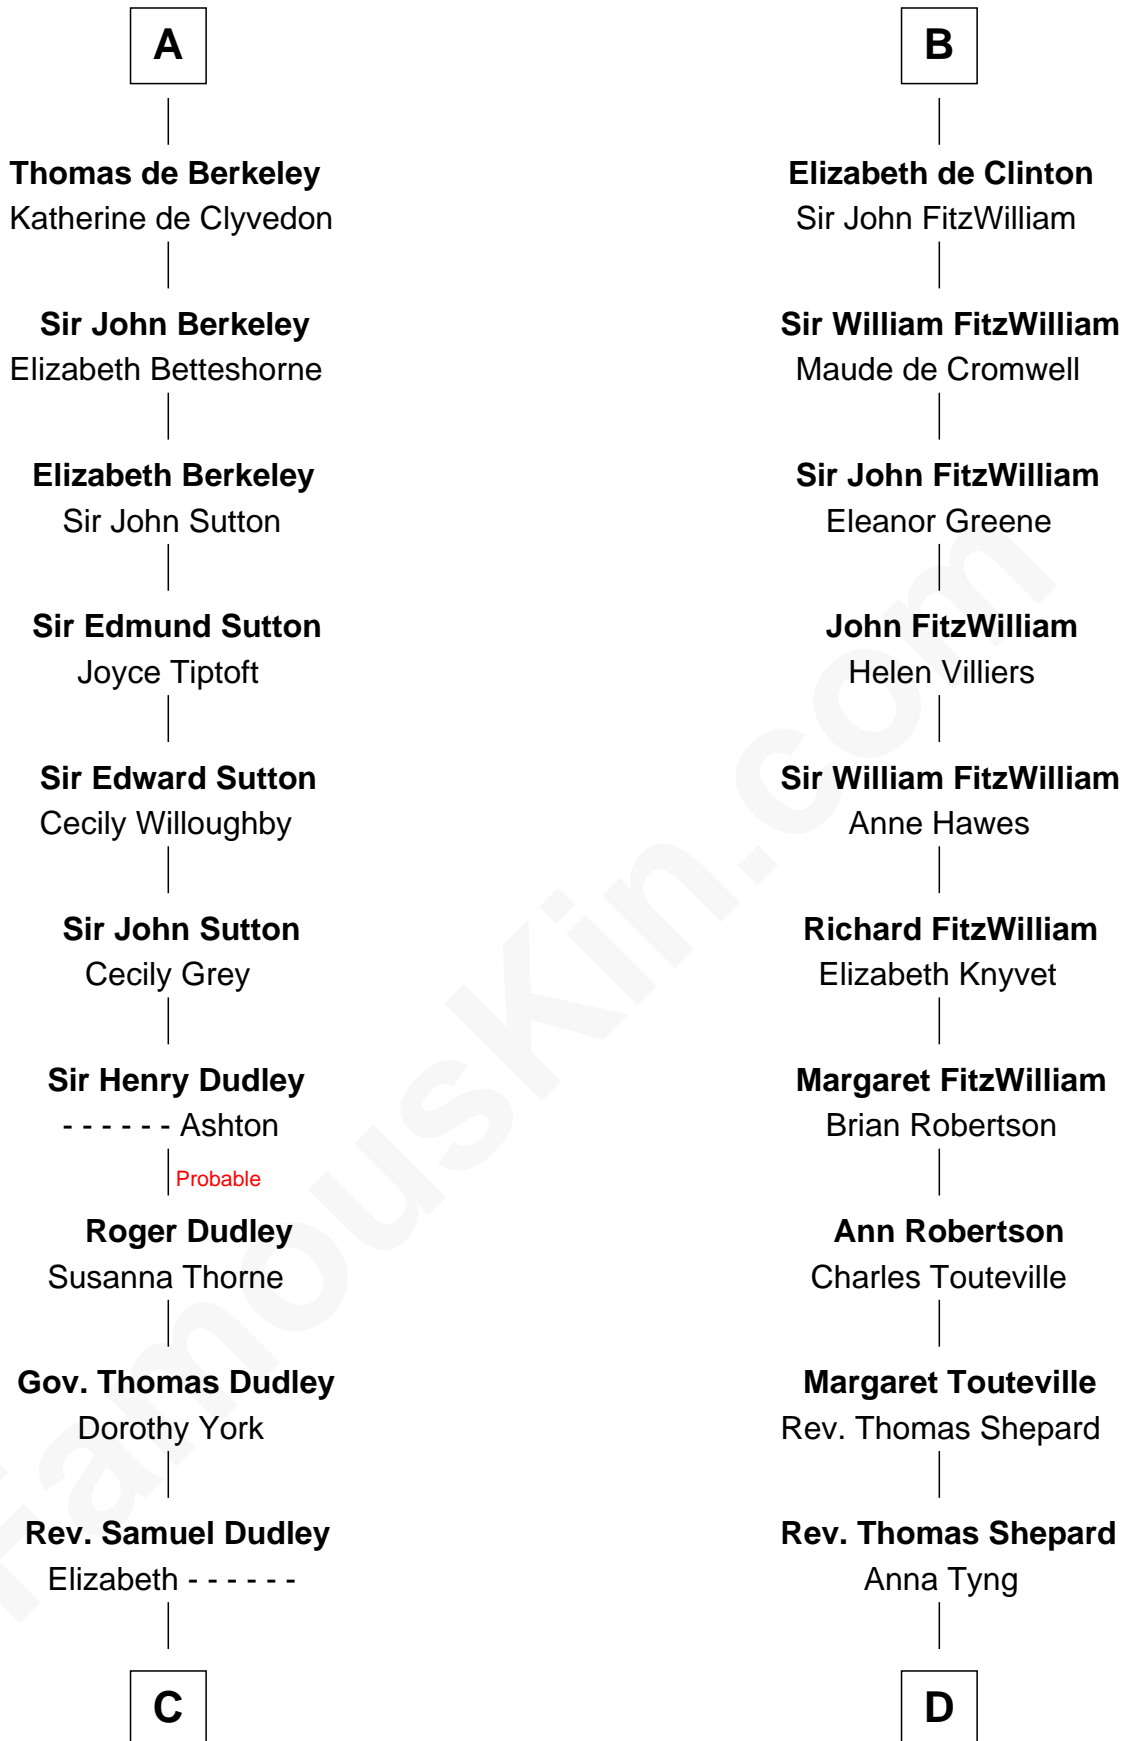 A
Thomas de Berkeley
Katherine de Clyvedon
Sir John Berkeley
Elizabeth Betteshorne
Elizabeth Berkeley
Sir John Sutton
Sir Edmund Sutton
Joyce Tiptoft
Sir Edward Sutton
Cecily Willoughby
Sir John Sutton
Cecily Grey
Sir Henry Dudley
- - - - - - Ashton
Probable
Roger Dudley
Susanna Thorne
Gov. Thomas Dudley
Dorothy York
Rev. Samuel Dudley
Elizabeth - - - - - -
C
B
Elizabeth de Clinton
Sir John FitzWilliam
Sir William FitzWilliam
Maude de Cromwell
Sir John FitzWilliam
Eleanor Greene
John FitzWilliam
Helen Villiers
Sir William FitzWilliam
Anne Hawes
Richard FitzWilliam
Elizabeth Knyvet
Margaret FitzWilliam
Brian Robertson
Ann Robertson
Charles Touteville
Margaret Touteville
Rev. Thomas Shepard
Rev. Thomas Shepard
Anna Tyng
D
FamousKin.com